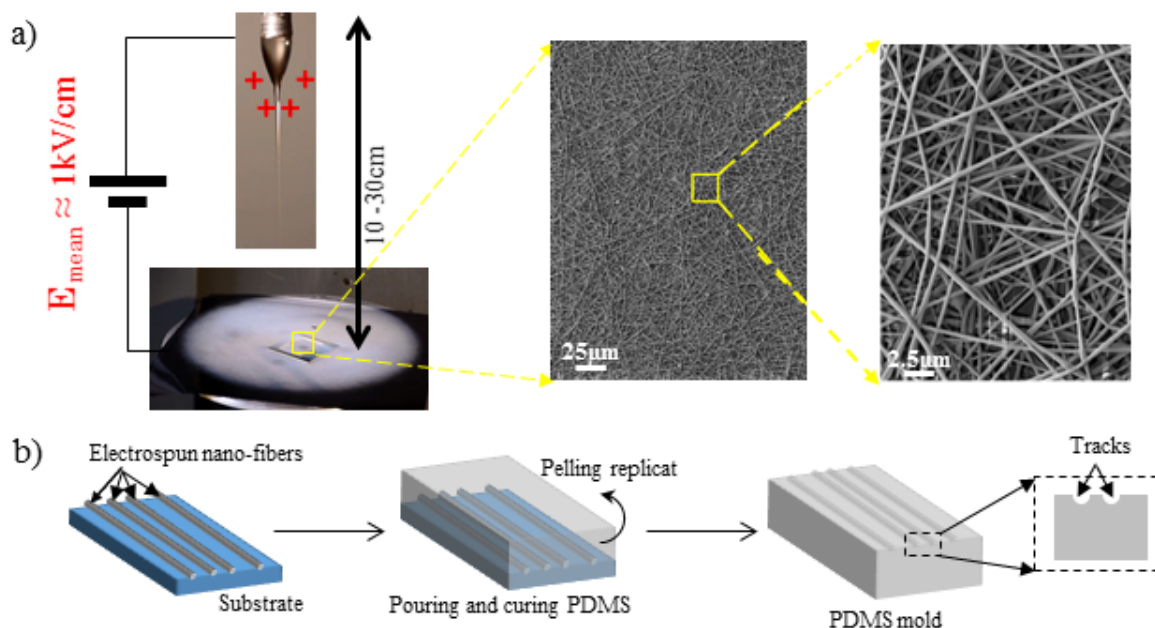 a)
+ +
+ +
E mean ≈ 1kV/cm
10 -30cm
25µm
2.5µm
b)
Electrospun nano-fibers
Substrate
Pelling replicat
Pouring and curing PDMS
Tracks
PDMS mold